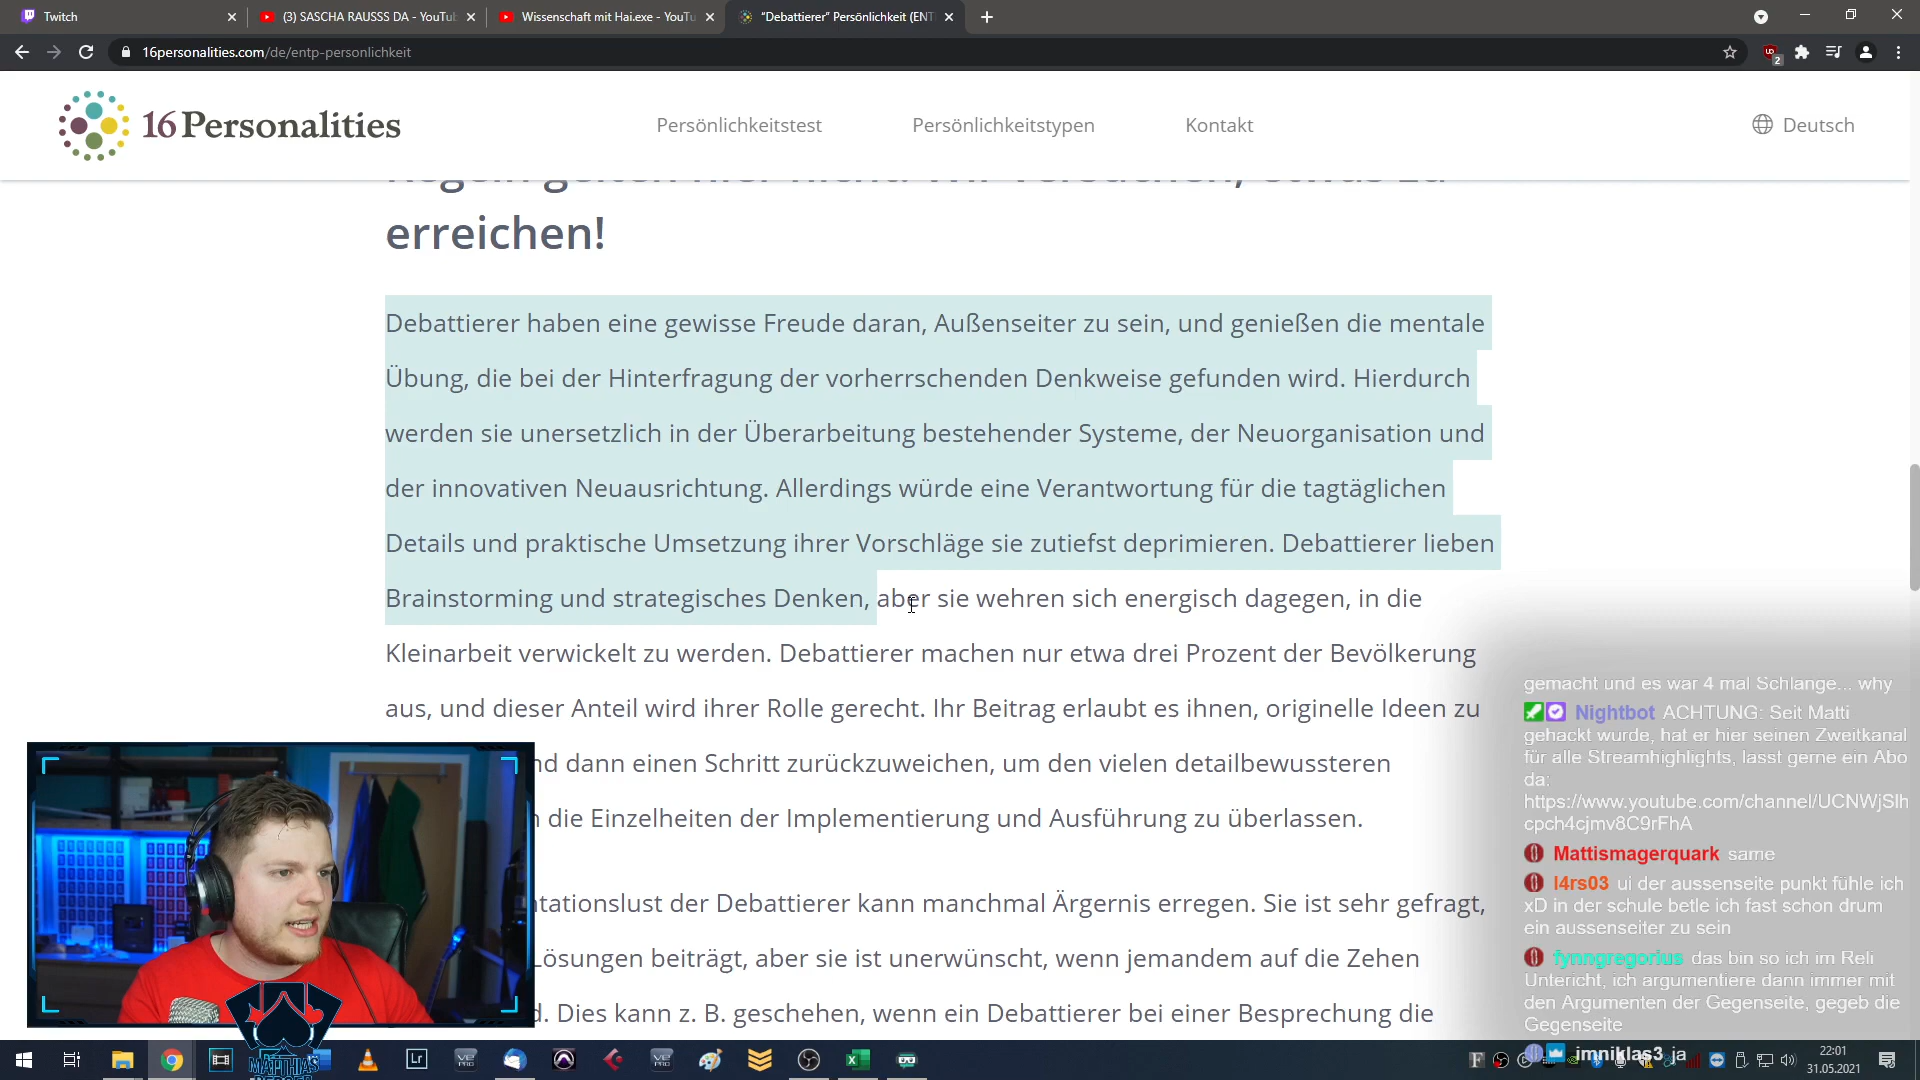 Twitch
(3) SASCHA RAUSSS DA - YouTub
Wissenschaft mit Hai.exe - YouTu
"Debattierer" Persönlichkeit (ENT
16personalities.com/de/entp-personlichkeit
2
16Personalities
Persönlichkeitstest
Persönlichkeitstypen
Kontakt
Deutsch
erreichen!
Debattierer haben eine gewisse Freude daran, Außenseiter zu sein, und genießen die mentale
Übung, die bei der Hinterfragung der vorherrschenden Denkweise gefunden wird. Hierdurch
werden sie unersetzlich in der Überarbeitung bestehender Systeme, der Neuorganisation und
der innovativen Neuausrichtung. Allerdings würde eine Verantwortung für die tagtäglichen
Details und praktische Umsetzung ihrer Vorschläge sie zutiefst deprimieren. Debattierer lieben
Brainstorming und strategisches Denken, aber sie wehren sich energisch dagegen, in die
Kleinarbeit verwickelt zu werden. Debattierer machen nur etwa drei Prozent der Bevölkerung
aus, und dieser Anteil wird ihrer Rolle gerecht. Ihr Beitrag erlaubt es ihnen, originelle Ideen zu
nd dann einen Schritt zurückzuweichen, um den vielen detailbewussteren
n die Einzelheiten der Implementierung und Ausführung zu überlassen.
ntationslust der Debattierer kann manchmal Ärgernis erregen. Sie ist sehr gefragt,
Lösungen beiträgt, aber sie ist unerwünscht, wenn jemandem auf die Zehen
d. Dies kann z. B. geschehen, wenn ein Debattierer bei einer Besprechung die
gemacht und es war 4 mal Schlange... why
Nightbot ACHTUNG: Seit Matti
gehackt wurde, hat er hier seinen Zweitkanal
für alle Streamhighlights, lasst gerne ein Abo
da:
https://www.youtube.com/channel/UCNWjSlh
cpch4cjmv8C9rFhA
Mattismagerquark same
l4rs03 ui der aussenseite punkt fühle ich
xD in der schule betle ich fast schon drum
ein aussenseiter zu sein
fynngregorius das bin so ich im Reli
Untericht, ich argumentiere dann immer mit
den Argumenten der Gegenseite, gegeb die
Gegenseite
imniklas3 ja
MATTHIAS
Lr
22:01
31.05.2021